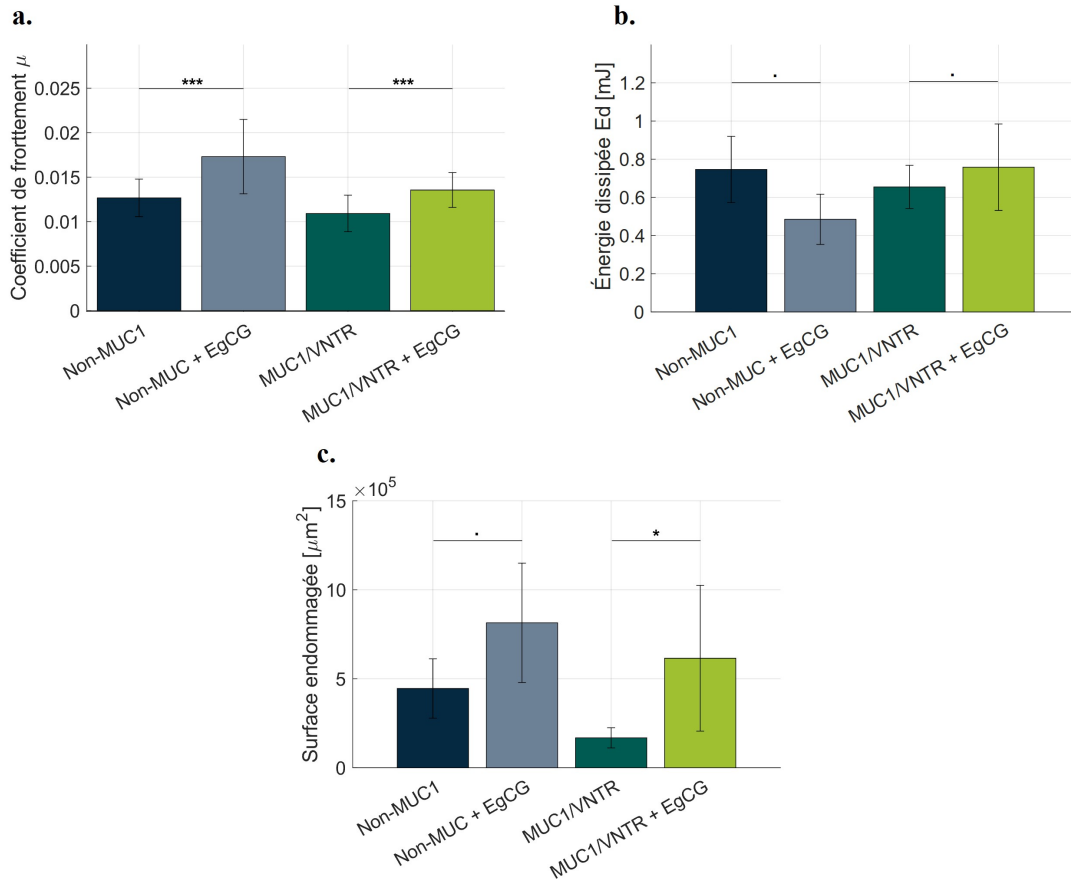 a.
Coefficient de frorttement μ
0.025
0.02
0.015
0.01
0.005
0
***
***
Non-MUC1
Non-MUC + EgCG
MUC1/VNTR
MUC1/VNTR + EgCG
b.
Énergie dissipée Ed [mJ]
1.2
1
0.8
0.6
0.4
0.2
0
.
.
Non-MUC1
Non-MUC + EgCG
MUC1/VNTR
MUC1/VNTR + EgCG
c.
×10⁵
Surface endommagée [μm²]
15
10
5
0
.
*
Non-MUC1
Non-MUC + EgCG
MUC1/VNTR
MUC1/VNTR + EgCG